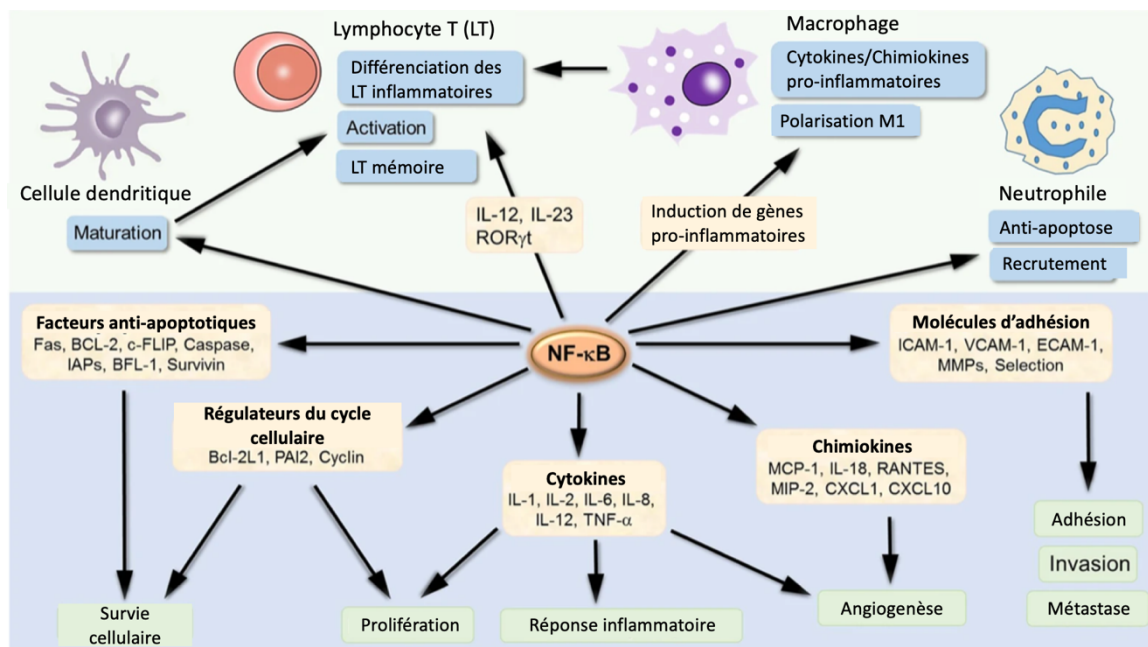 Lymphocyte T (LT)
Différenciation des
LT inflammatoires
Activation
LT mémoire
Macrophage
Cytokines/Chimiokines
pro-inflammatoires
Polarisation M1
Cellule dendritique
Maturation
IL-12, IL-23
RORγt
Induction de gènes
pro-inflammatoires
Neutrophile
Anti-apoptose
Recrutement
NF-κB
Facteurs anti-apoptotiques
Fas, BCL-2, c-FLIP, Caspase,
IAPs, BFL-1, Survivin
Molécules d'adhésion
ICAM-1, VCAM-1, ECAM-1,
MMPs, Selection
Régulateurs du cycle
cellulaire
Bcl-2L1, PAI2, Cyclin
Cytokines
IL-1, IL-2, IL-6, IL-8,
IL-12, TNF-α
Chimiokines
MCP-1, IL-18, RANTES,
MIP-2, CXCL1, CXCL10
Survie
cellulaire
Prolifération
Réponse inflammatoire
Angiogenèse
Adhésion
Invasion
Métastase